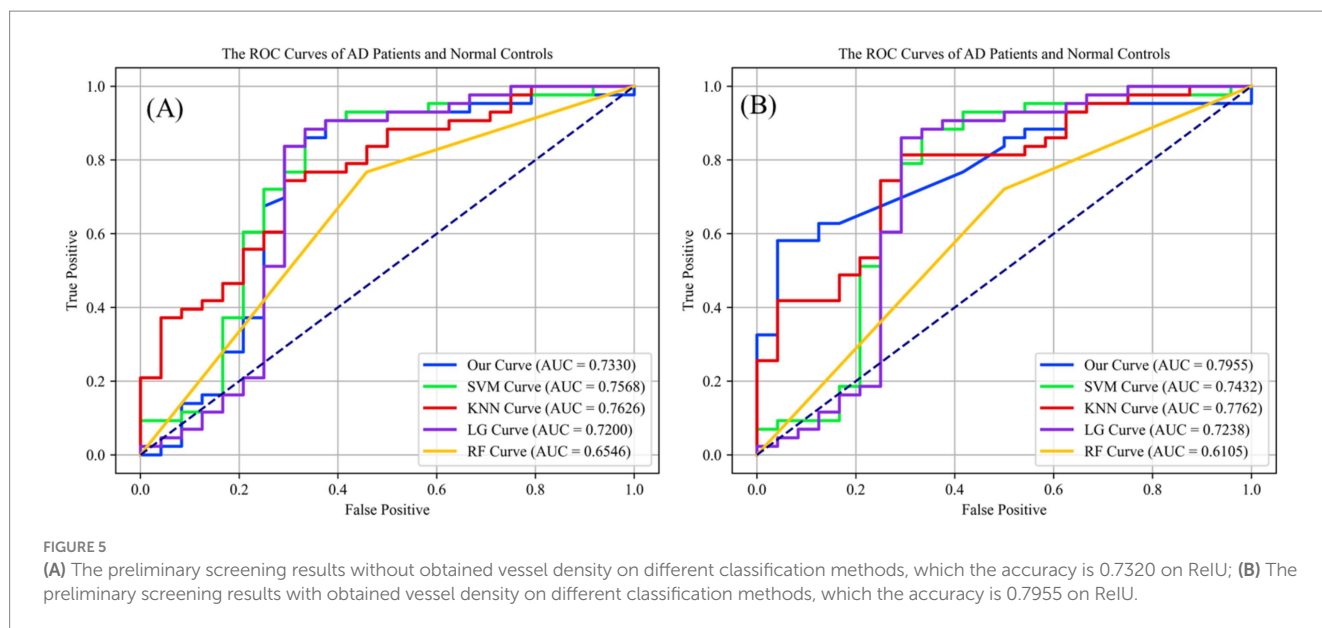 The ROC Curves of AD Patients and Normal Controls
(A)
True Positive
1.0
0.8
0.6
0.4
0.2
0.0
Our Curve (AUC = 0.7330)
SVM Curve (AUC = 0.7568)
KNN Curve (AUC = 0.7626)
LG Curve (AUC = 0.7200)
RF Curve (AUC = 0.6546)
0.0 0.2 0.4 0.6 0.8 1.0
False Positive
The ROC Curves of AD Patients and Normal Controls
(B)
True Positive
1.0
0.8
0.6
0.4
0.2
0.0
Our Curve (AUC = 0.7955)
SVM Curve (AUC = 0.7432)
KNN Curve (AUC = 0.7762)
LG Curve (AUC = 0.7238)
RF Curve (AUC = 0.6105)
0.0 0.2 0.4 0.6 0.8 1.0
False Positive
FIGURE 5
(A) The preliminary screening results without obtained vessel density on different classification methods, which the accuracy is 0.7320 on RelU; (B) The
preliminary screening results with obtained vessel density on different classification methods, which the accuracy is 0.7955 on RelU.